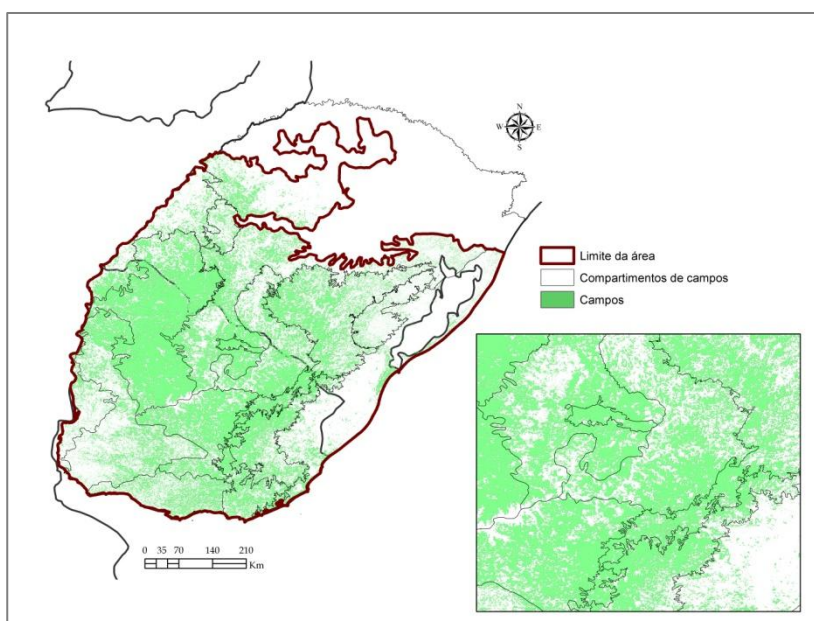 N
W E
S
Limite da área
Compartimentos de campos
Campos
0 35 70 140 210
Km